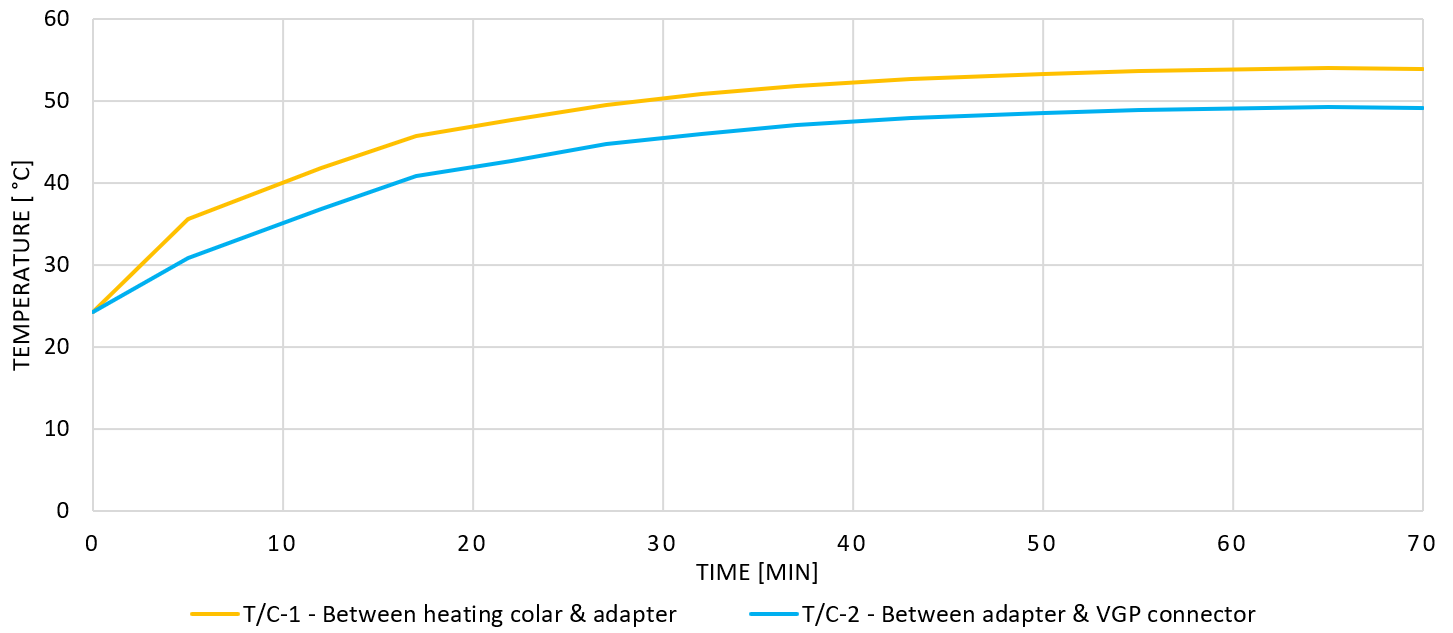 60
50
40
30
20
10
0
TEMPERATURE [ °C]
0 10 20 30 40 50 60 70
TIME [MIN]
T/C-1 - Between heating colar & adapter T/C-2 - Between adapter & VGP connector